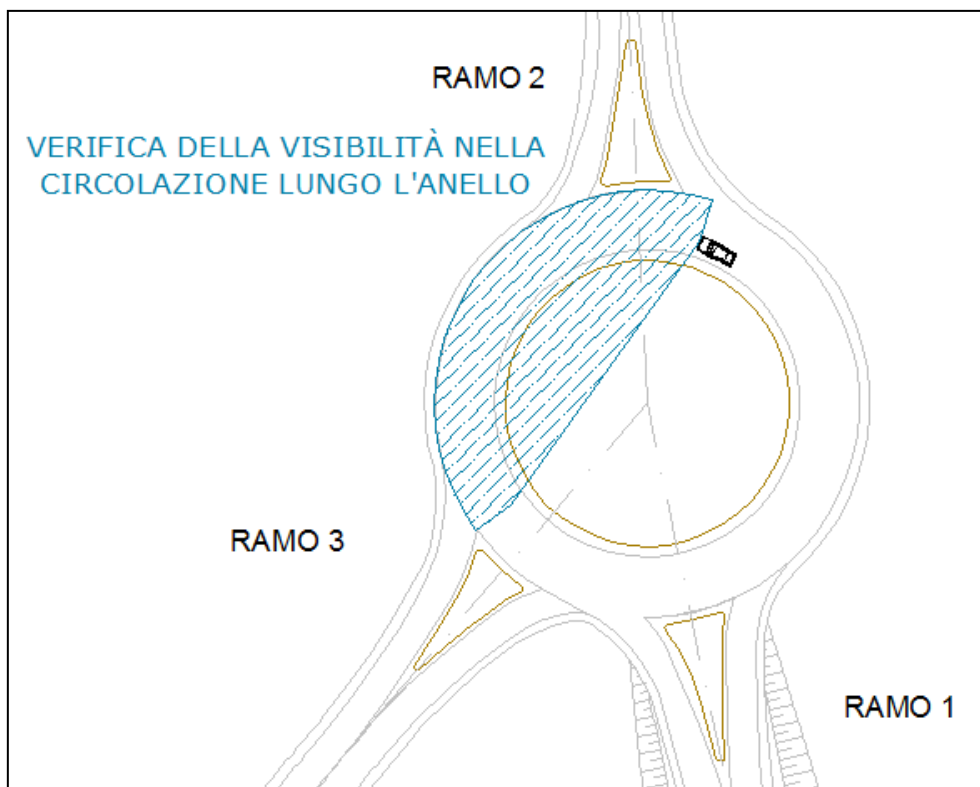 RAMO 2
VERIFICA DELLA VISIBILITÀ NELLA
CIRCOLAZIONE LUNGO L'ANELLO
RAMO 3
RAMO 1